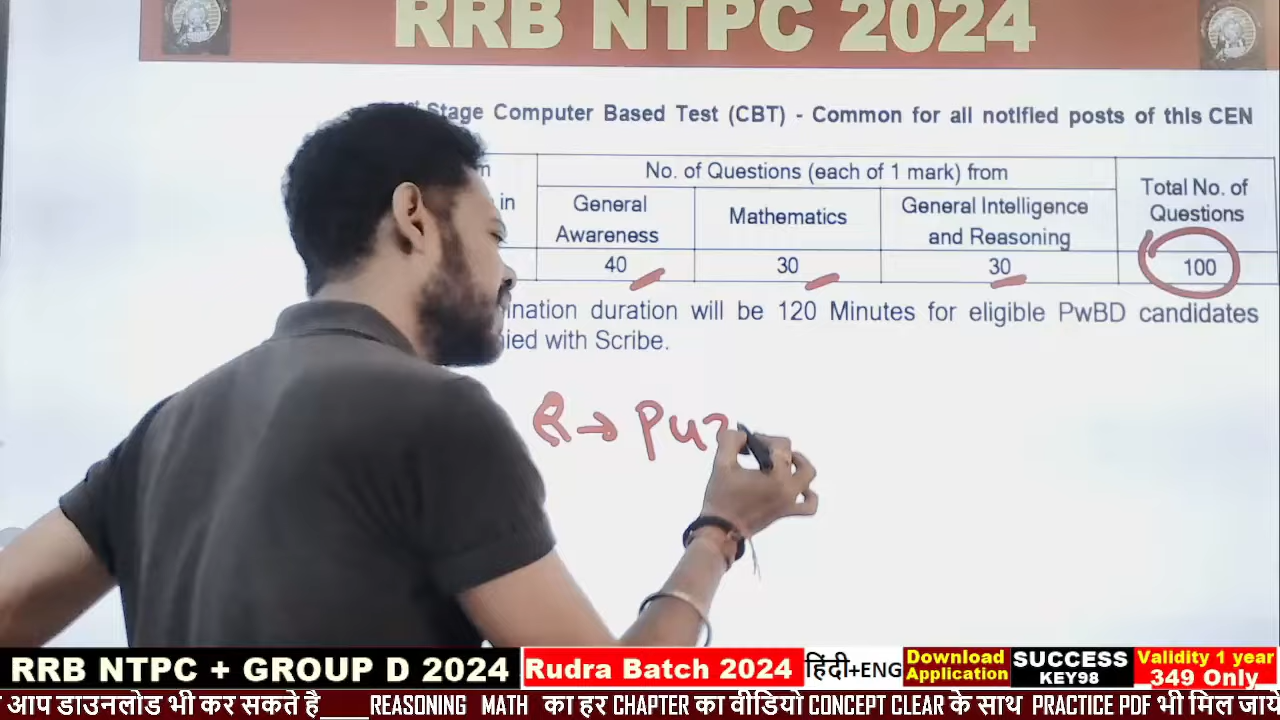 RRB NTPC 2024
Stage Computer Based Test (CBT) - Common for all notified posts of this CEN
in
No. of Questions (each of 1 mark) from
Total No. of Questions
General Awareness
Mathematics
General Intelligence and Reasoning
40
30
30
100
duration will be 120 Minutes for eligible PwBD candidates
with Scribe.
R → Puz
RRB NTPC + GROUP D 2024
Rudra Batch 2024
हिंदी+ENG
Download Application
SUCCESS KEY98
Validity 1 year 349 Only
आप डाउनलोड भी कर सकते है____REASONING MATH का हर CHAPTER का वीडियो CONCEPT CLEAR के साथ PRACTICE PDF भी मिल